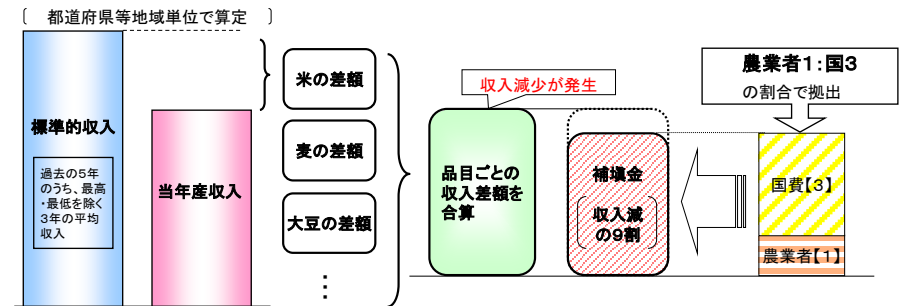 〔 都道府県等地域単位で算定 〕
標準的収入
過去の5年
のうち、最高
・最低を除く
3年の平均
収入
当年産収入
米の差額
麦の差額
大豆の差額
⋮
収入減少が発生
品目ごとの
収入差額を
合算
補塡金
収入減
の9割
農業者1:国3
の割合で拠出
国費【3】
農業者【1】